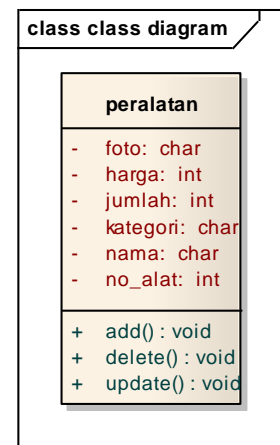 class class diagram
peralatan
- foto: char
- harga: int
- jumlah: int
- kategori: char
- nama: char
- no_alat: int
+ add() : void
+ delete() : void
+ update() : void